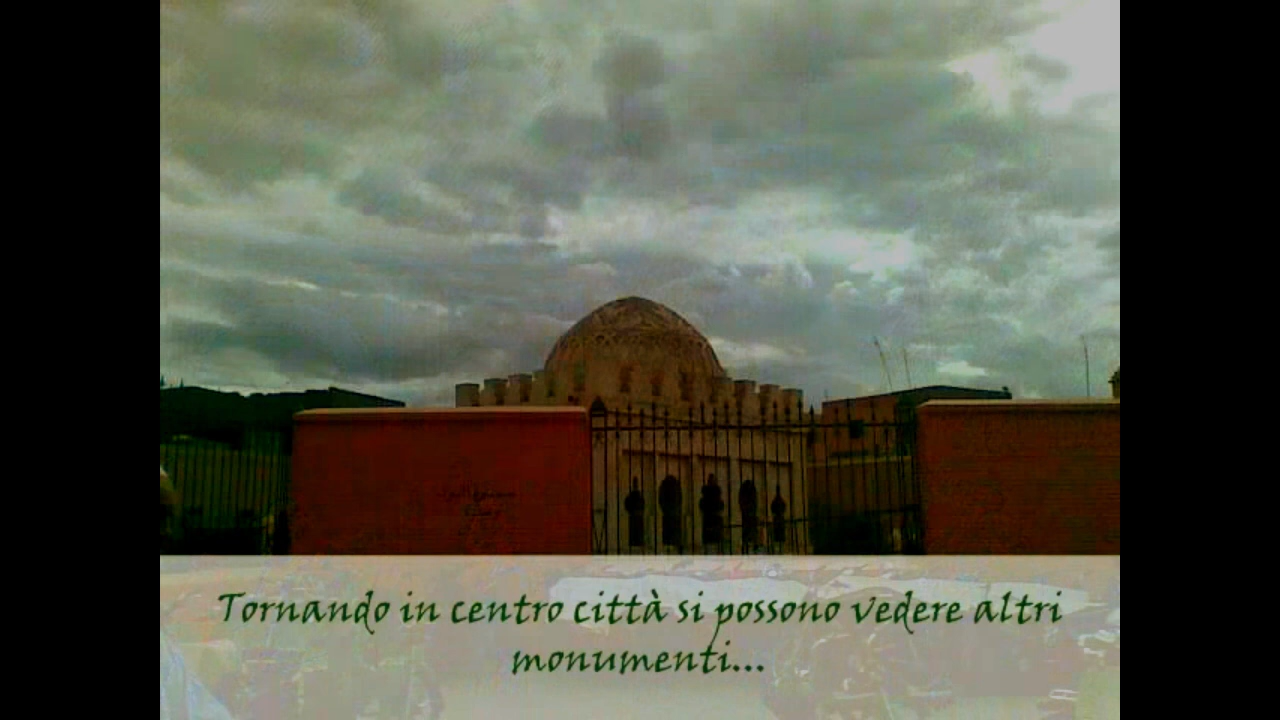 Tornando in centro città si possono vedere altri
monumenti...